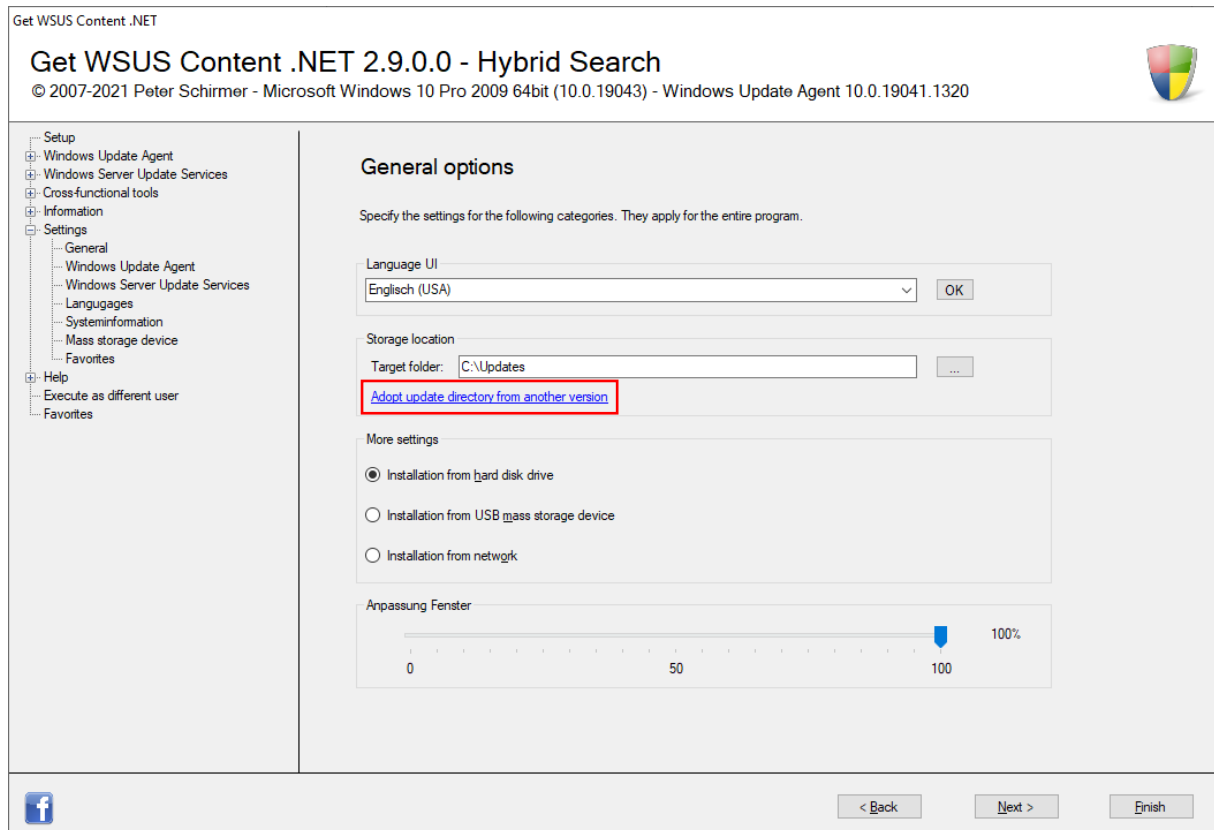 Get WSUS Content .NET
Get WSUS Content .NET 2.9.0.0 - Hybrid Search
© 2007-2021 Peter Schirmer - Microsoft Windows 10 Pro 2009 64bit (10.0.19043) - Windows Update Agent 10.0.19041.1320
Setup
Windows Update Agent
Windows Server Update Services
Cross-functional tools
Information
Settings
General
Windows Update Agent
Windows Server Update Services
Langugages
Systeminformation
Mass storage device
Favorites
Help
Execute as different user
Favorites
General options
Specify the settings for the following categories. They apply for the entire program.
Language UI
Englisch (USA)
OK
Storage location
Target folder: C:\Updates
...
Adopt update directory from another version
More settings
Installation from hard disk drive
Installation from USB mass storage device
Installation from network
Anpassung Fenster
100%
0 50 100
f
< Back Next > Finish